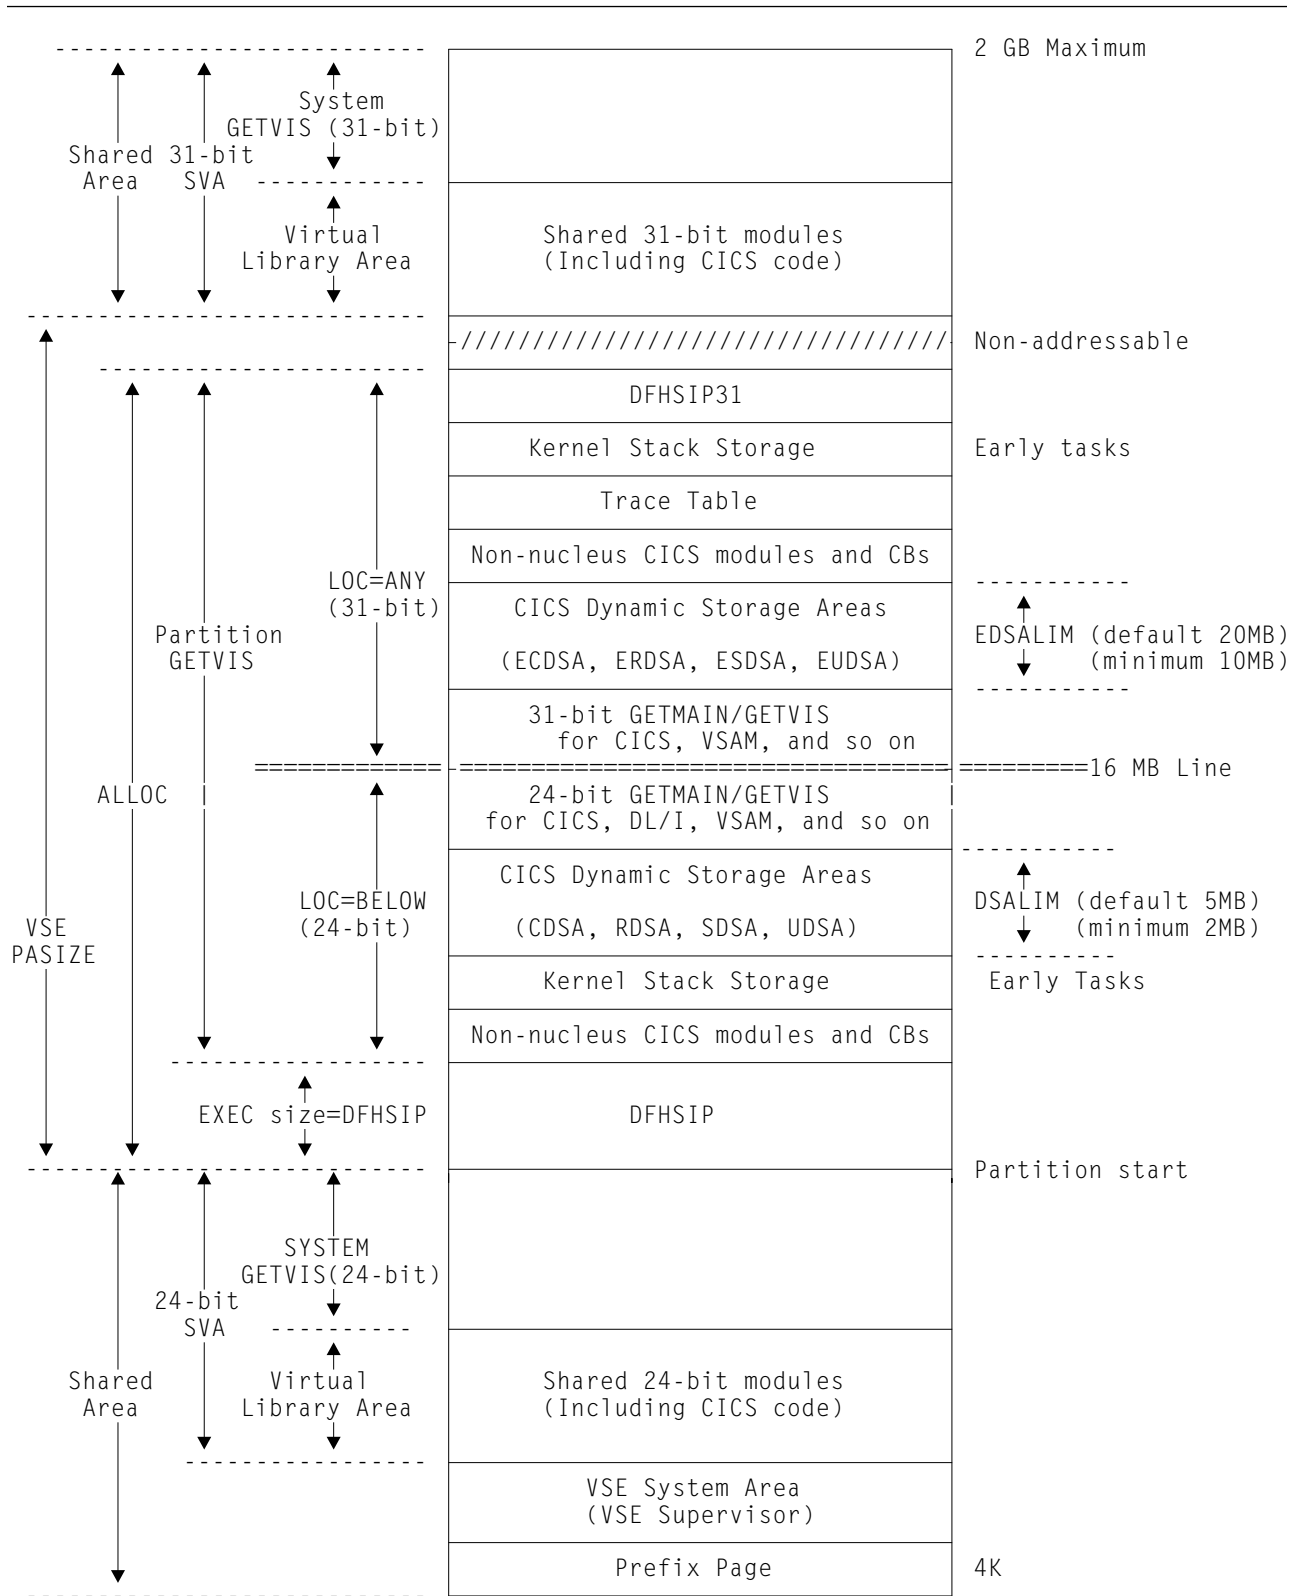 2 GB Maximum
System
GETVIS (31-bit)
Shared 31-bit
Area SVA
Virtual
Library Area
Shared 31-bit modules
(Including CICS code)
Non-addressable
DFHSIP31
Kernel Stack Storage
Early tasks
Trace Table
Non-nucleus CICS modules and CBs
LOC=ANY
(31-bit)
CICS Dynamic Storage Areas
(ECDSA, ERDSA, ESDSA, EUDSA)
EDSALIM (default 20MB)
(minimum 10MB)
Partition
GETVIS
31-bit GETMAIN/GETVIS
for CICS, VSAM, and so on
16 MB Line
ALLOC
24-bit GETMAIN/GETVIS
for CICS, DL/I, VSAM, and so on
LOC=BELOW
(24-bit)
CICS Dynamic Storage Areas
(CDSA, RDSA, SDSA, UDSA)
DSALIM (default 5MB)
(minimum 2MB)
VSE
PASIZE
Kernel Stack Storage
Early Tasks
Non-nucleus CICS modules and CBs
EXEC size=DFHSIP
DFHSIP
Partition start
SYSTEM
GETVIS(24-bit)
24-bit
SVA
Shared
Area
Virtual
Library Area
Shared 24-bit modules
(Including CICS code)
VSE System Area
(VSE Supervisor)
Prefix Page
4K